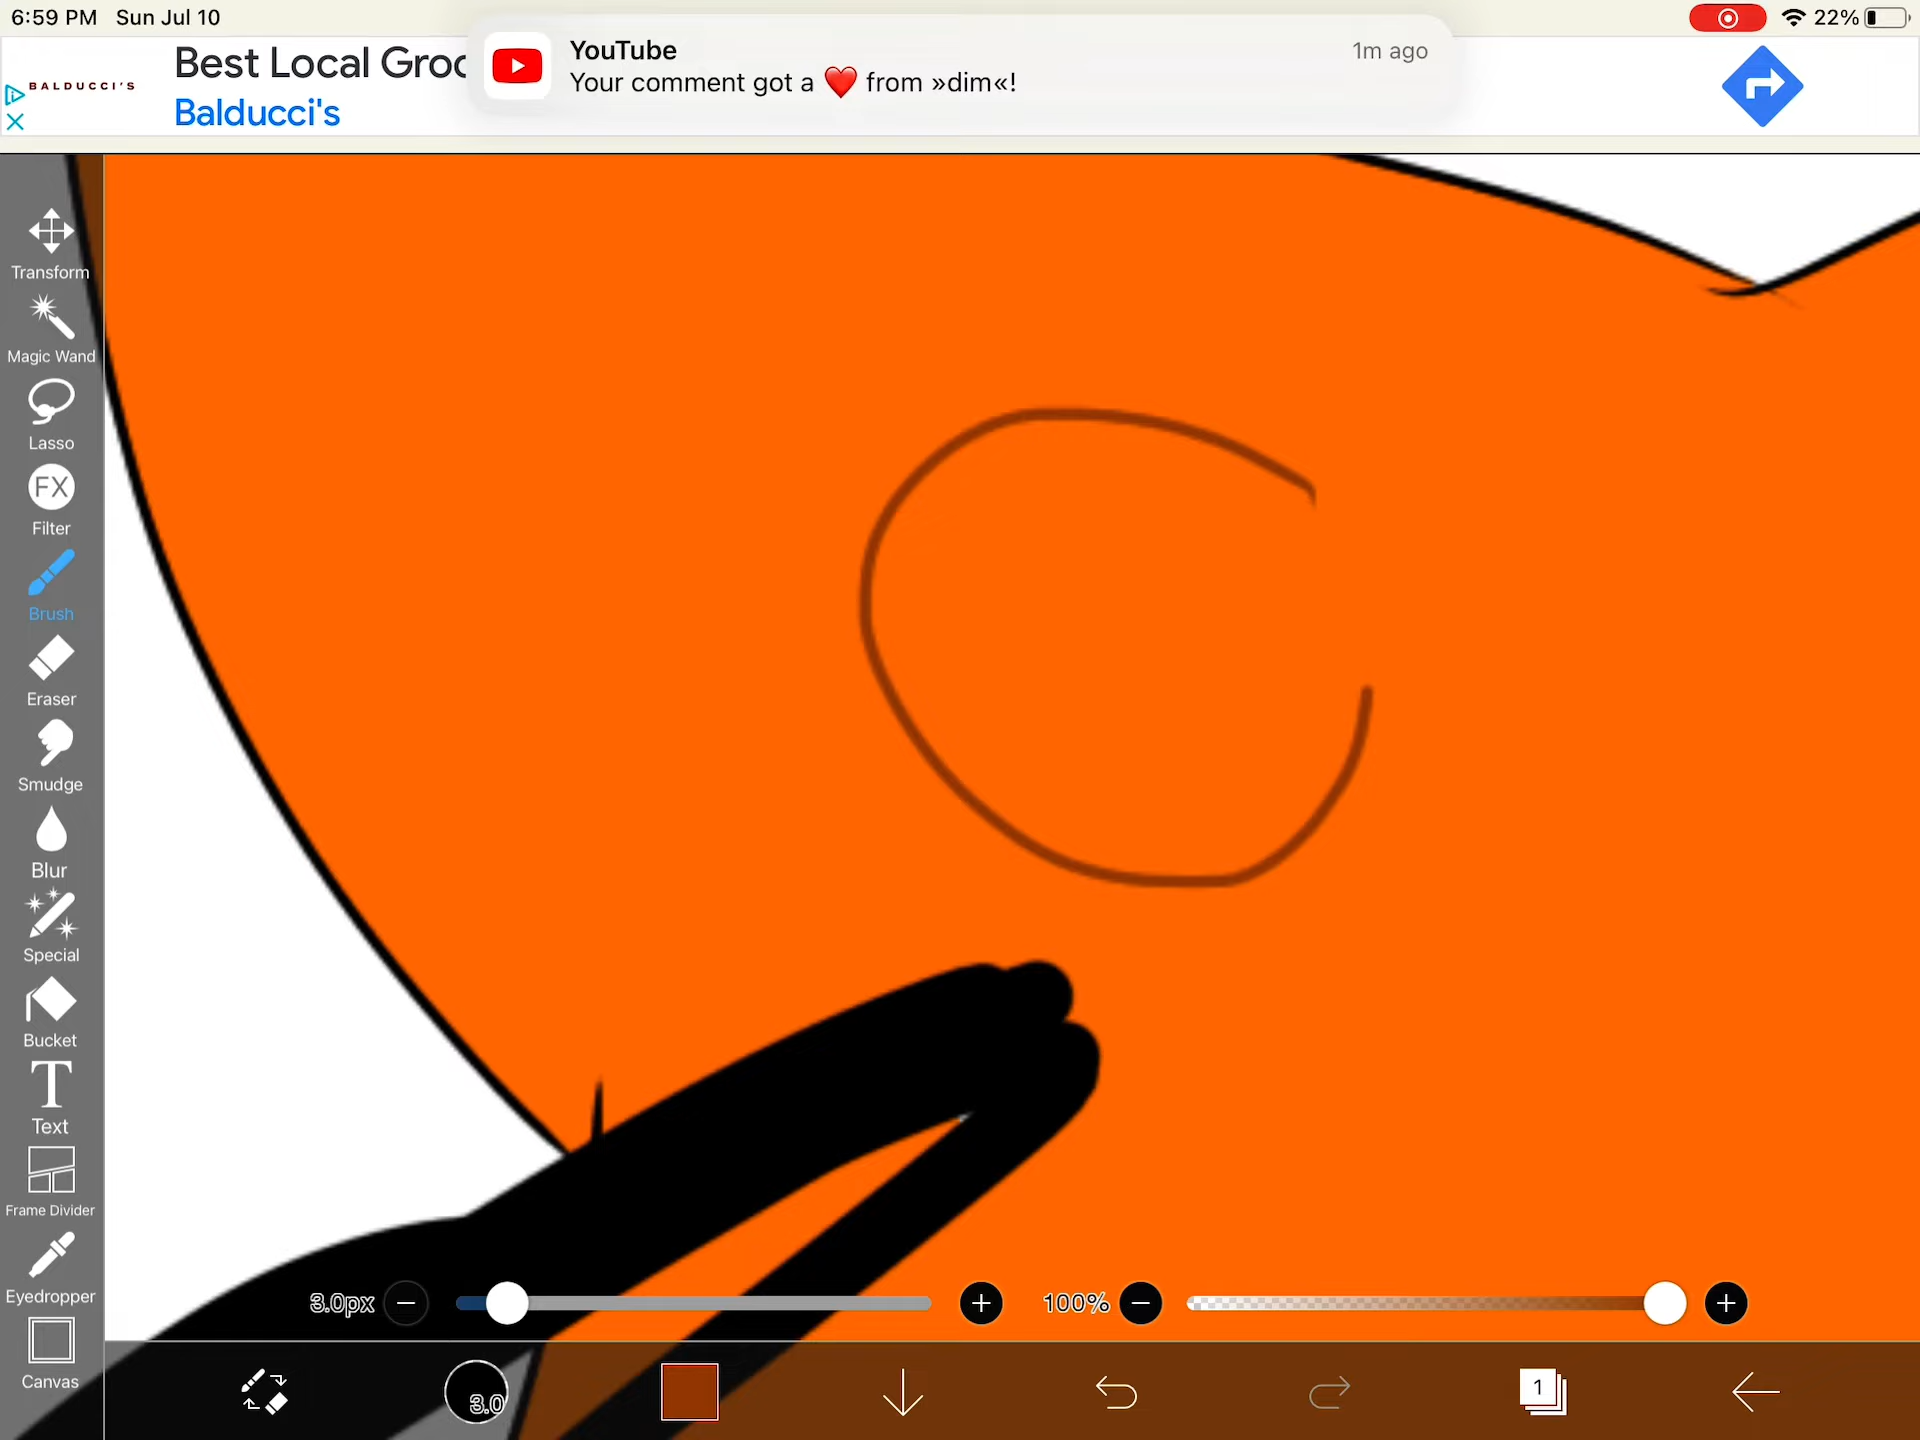 6:59 PM Sun Jul 10
22%
BALDUCCI'S
Best Local Groc
Balducci's
YouTube
1m ago
Your comment got a ❤️ from »dim«!
Transform
Magic Wand
Lasso
FX
Filter
Brush
Eraser
Smudge
Blur
Special
Bucket
T
Text
Frame Divider
Eyedropper
Canvas
3.0px
100%
3.0
1